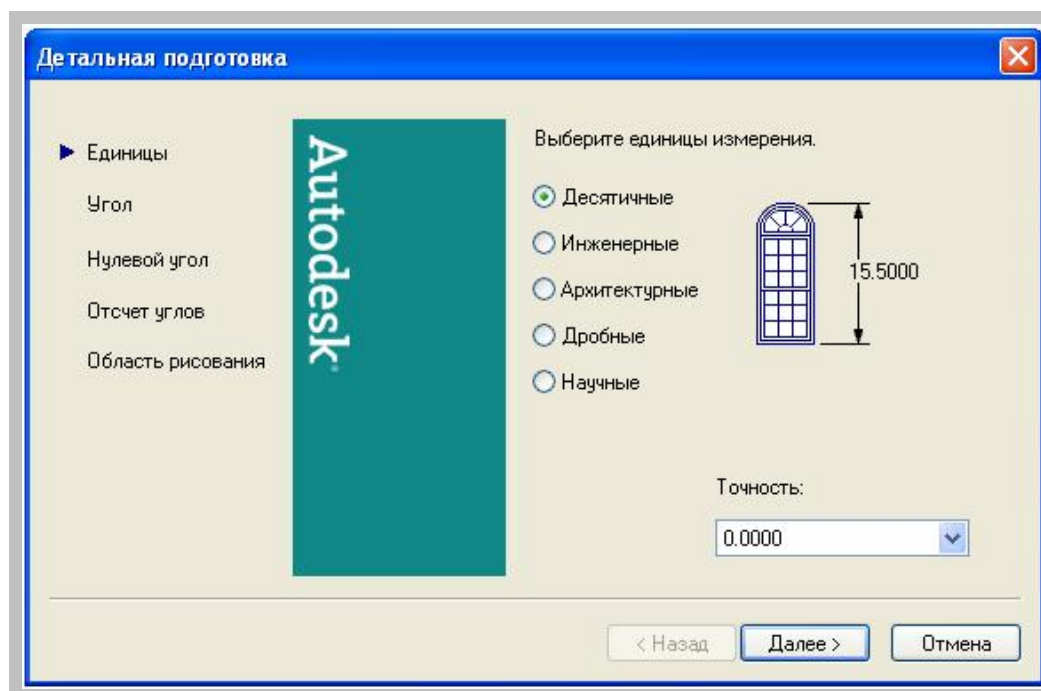 Детальная подготовка
Единицы
Угол
Нулевой угол
Отсчет углов
Область рисования
Autodesk
Выберите единицы измерения.
Десятичные
Инженерные
Архитектурные
Дробные
Научные
15.5000
Точность:
0.0000
< Назад
Далее >
Отмена